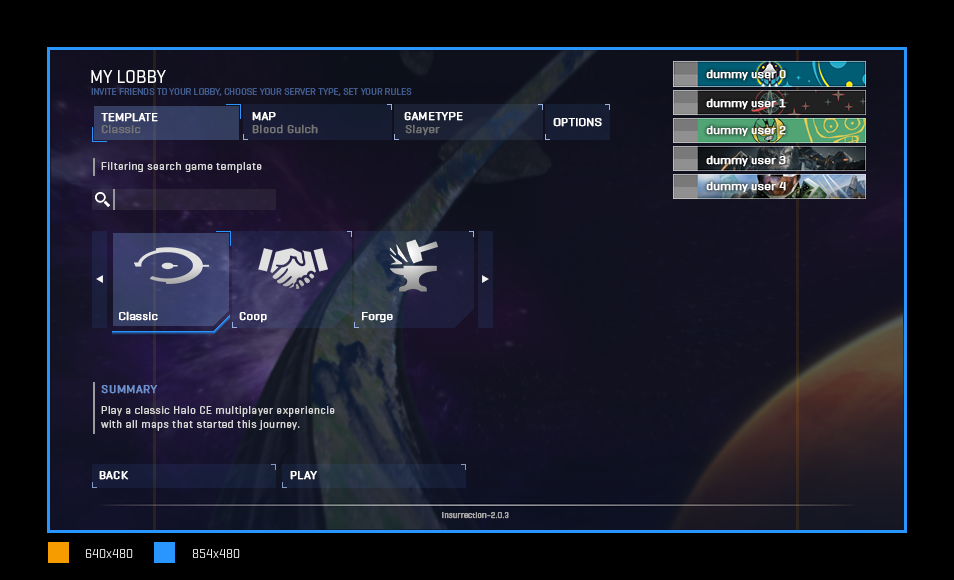 MY LOBBY
INVITE FRIENDS TO YOUR LOBBY, CHOOSE YOUR SERVER TYPE, SET YOUR RULES
TEMPLATE
Classic
MAP
Blood Gulch
GAMETYPE
Slayer
OPTIONS
dummy user 0
dummy user 1
dummy user 2
dummy user 3
dummy user 4
Filtering search game template
Classic
Coop
Forge
SUMMARY
Play a classic Halo CE multiplayer experiencie
with all maps that started this journey.
BACK
PLAY
Insurrection-2.0.3
640x480
854x480